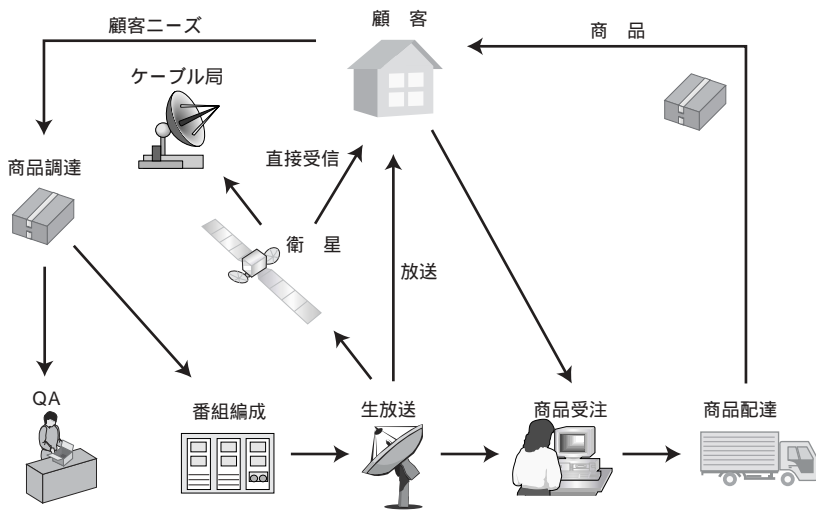 顧客ニーズ
顧　客
商　品
ケーブル局
商品調達
直接受信
衛　星
放送
QA
番組編成
生放送
商品受注
商品配達